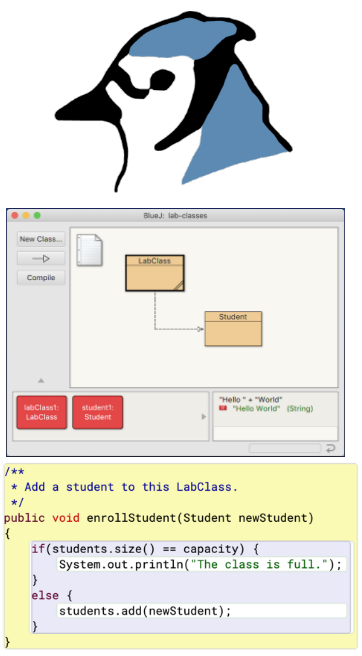 BlueJ: lab-classes
New Class...
Compile
LabClass
Student
labClass1:
LabClass
student1:
Student
"Hello " + "World"
"Hello World" (String)
/**
 * Add a student to this LabClass.
 */
public void enrollStudent(Student newStudent)
{
    if(students.size() == capacity) {
        System.out.println("The class is full.");
    }
    else {
        students.add(newStudent);
    }
}